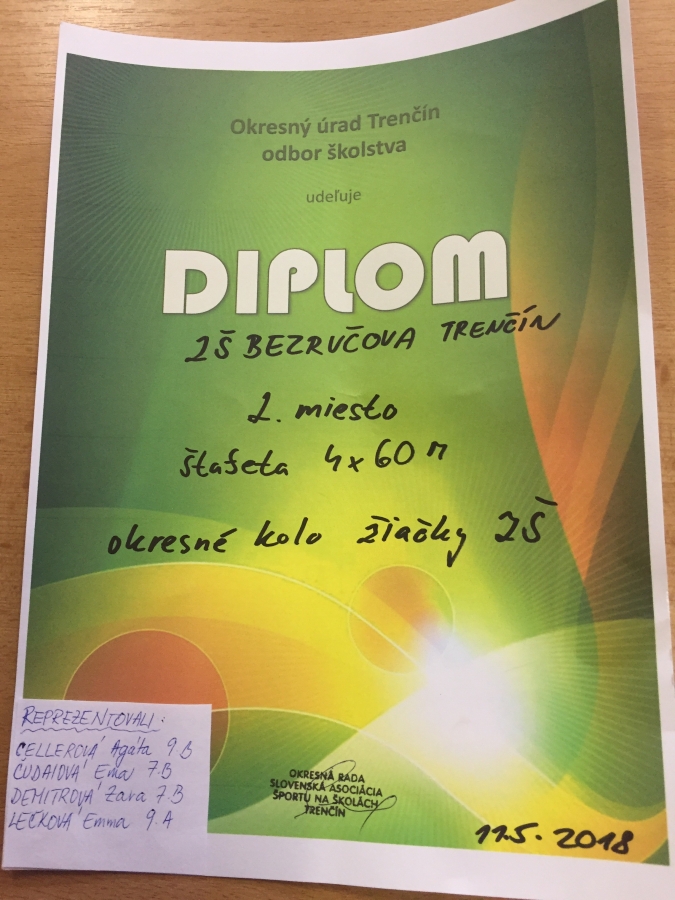 Okresný úrad Trenčín
odbor školstva
udeľuje
DIPLOM
ZŠ BEZRUČOVA TRENČÍN
2. miesto
štafeta 4x60 m
okresné kolo žiačky ZŠ
REPREZENTOVALI:
CELLEROVÁ Agáta 9.B
ČUDAIOVÁ Ema 7.B
DEMITROVÁ Zara 7.B
LEČKOVÁ Emma 9.A
OKRESNÁ RADA
SLOVENSKÁ ASOCIÁCIA
ŠPORTU NA ŠKOLÁCH
TRENČÍN
11.5.2018